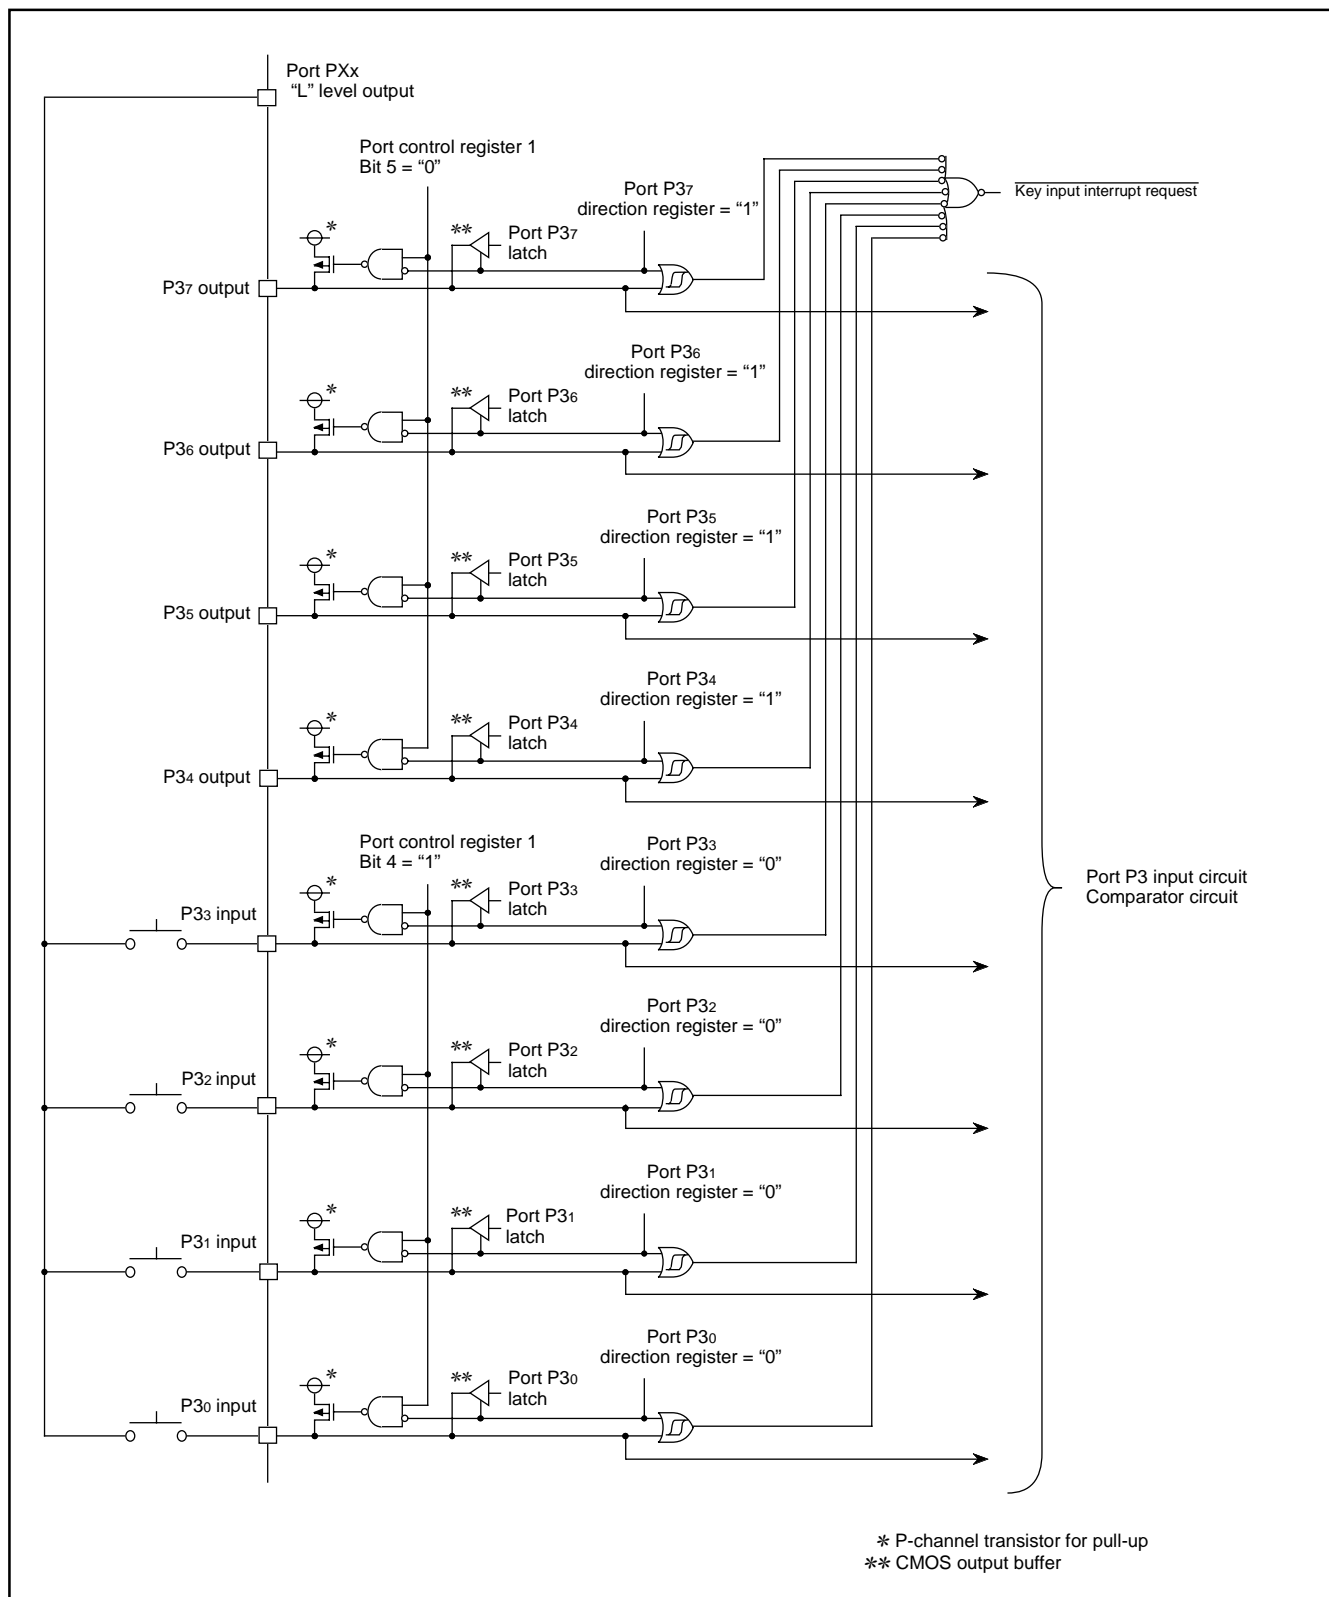 Port PXx
“L” level output
Port control register 1
Bit 5 = “0”
Port P37
direction register = “1”
Key input interrupt request
*
**
Port P37
latch
P37 output
Port P36
direction register = “1”
*
**
Port P36
latch
P36 output
Port P35
direction register = “1”
*
**
Port P35
latch
P35 output
Port P34
direction register = “1”
*
**
Port P34
latch
P34 output
Port control register 1
Bit 4 = “1”
Port P33
direction register = “0”
*
**
Port P33
latch
P33 input
Port P3 input circuit
Comparator circuit
Port P32
direction register = “0”
*
**
Port P32
latch
P32 input
Port P31
direction register = “0”
*
**
Port P31
latch
P31 input
Port P30
direction register = “0”
*
**
Port P30
latch
P30 input
* P-channel transistor for pull-up
** CMOS output buffer